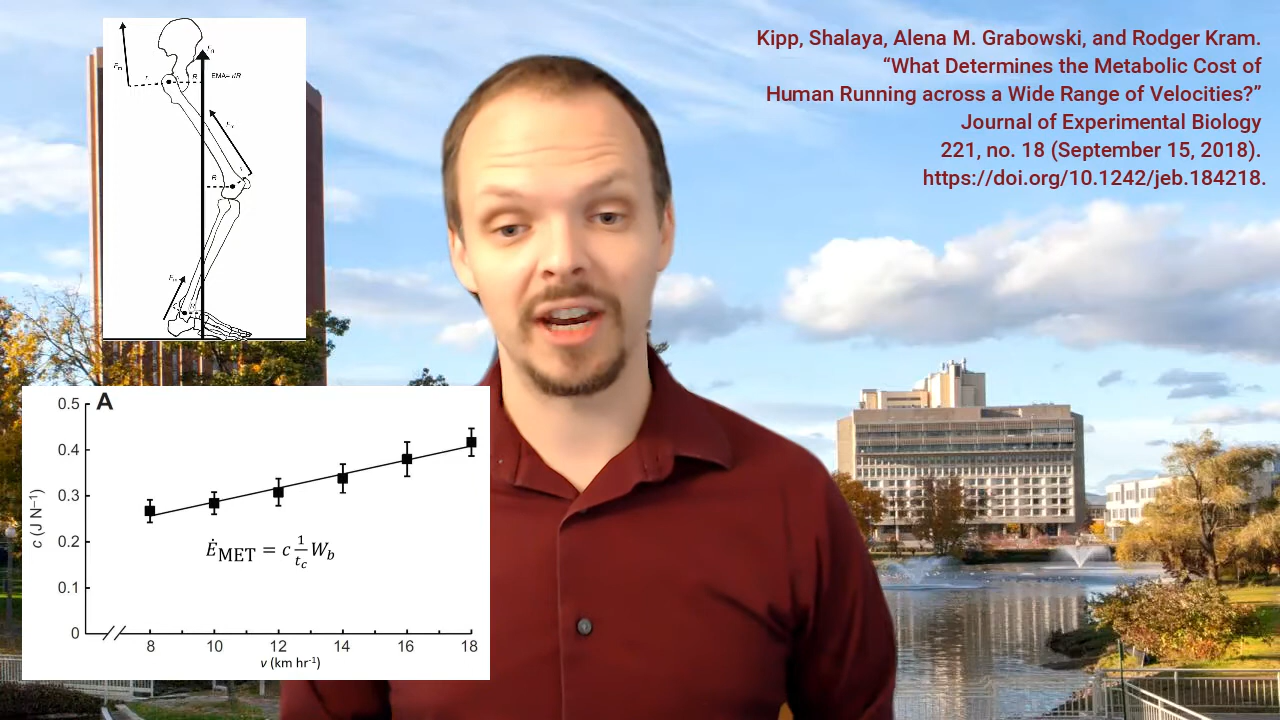 Kipp, Shalaya, Alena M. Grabowski, and Rodger Kram.
“What Determines the Metabolic Cost of
Human Running across a Wide Range of Velocities?”
Journal of Experimental Biology
221, no. 18 (September 15, 2018).
https://doi.org/10.1242/jeb.184218.
EMA= r/R
R
R
A
0.5
0.4
0.3
0.2
0.1
0
c (J N⁻¹)
Ė_MET = c 1/t_c W_b
8 10 12 14 16 18
v (km hr⁻¹)